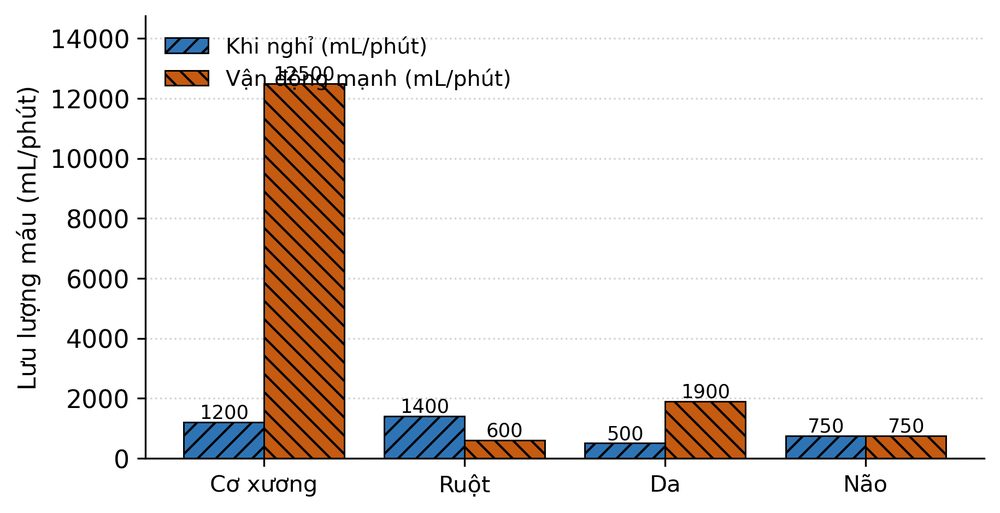 Lưu lượng máu (mL/phút)
14000
12000
10000
8000
6000
4000
2000
0
Khi nghỉ (mL/phút)
Vận động mạnh (mL/phút)
12500
1200
1400
600
500
1900
750
750
Cơ xương
Ruột
Da
Não